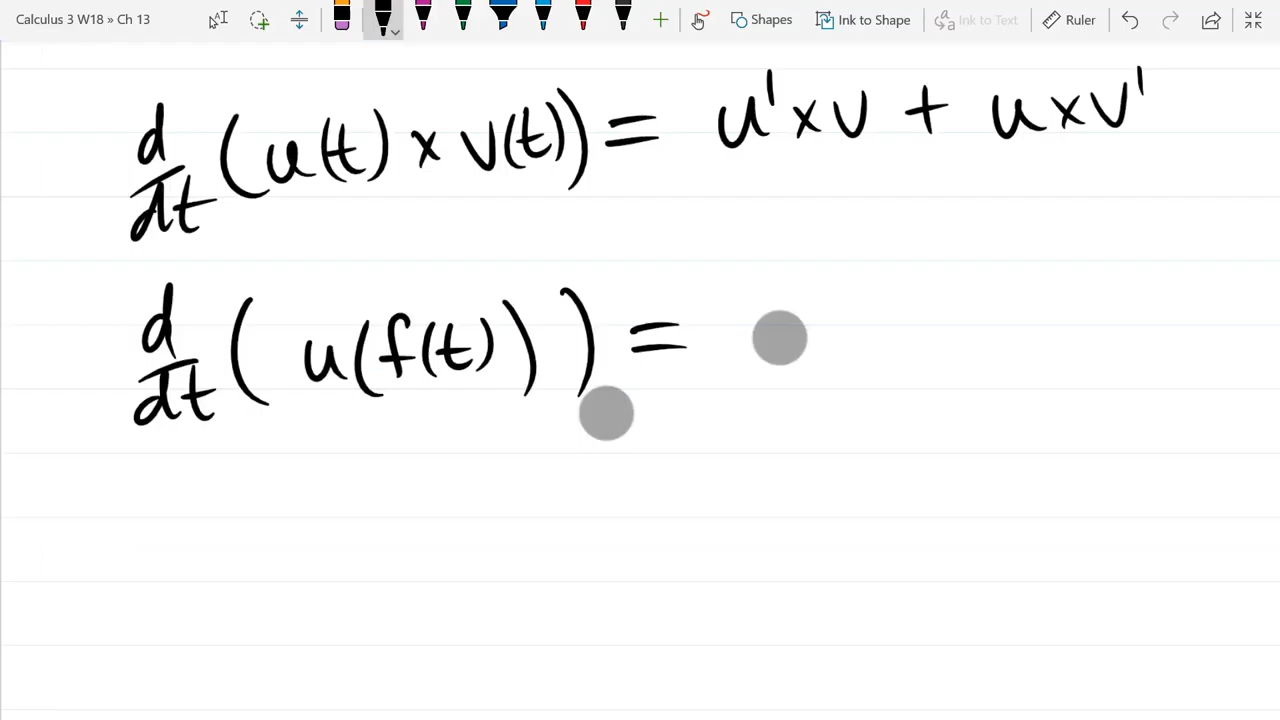 Calculus 3 W18 » Ch 13
Shapes
Ink to Shape
Ink to Text
Ruler
d/dt (u(t) × v(t)) = u' × v + u × v'
d/dt ( u(f(t)) ) =